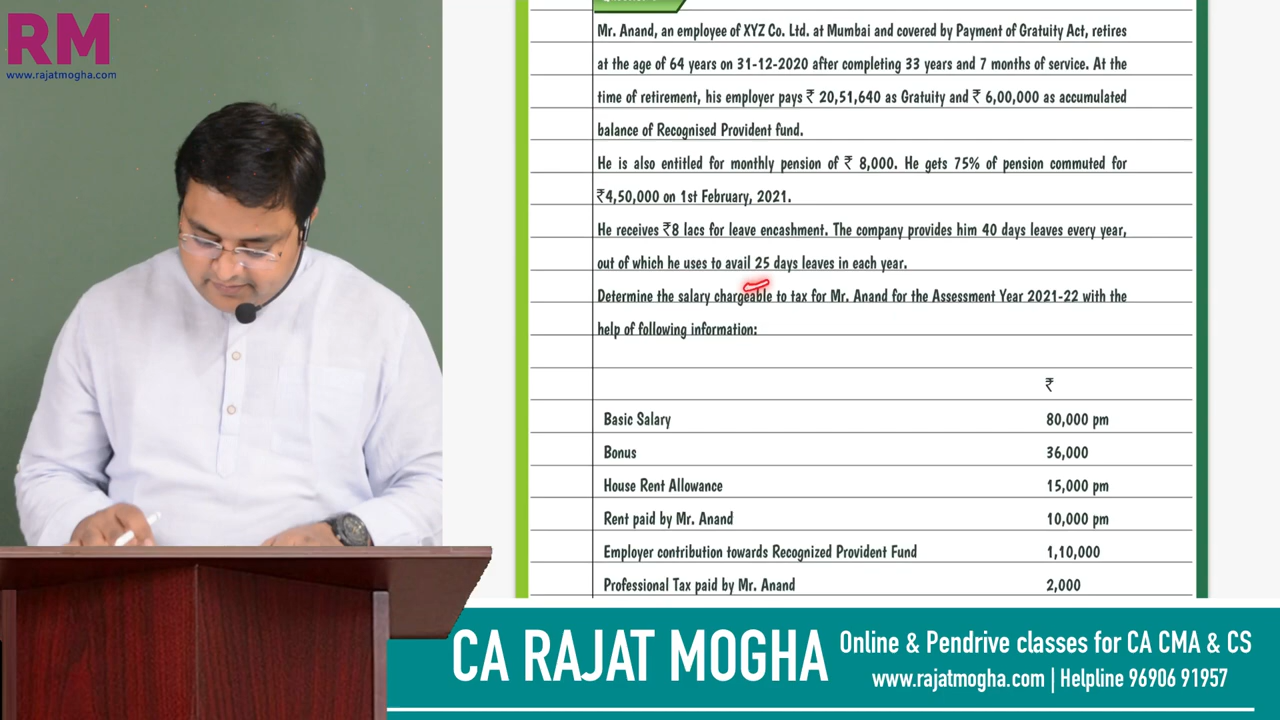 RM
www.rajatmogha.com
Mr. Anand, an employee of XYZ Co. Ltd. at Mumbai and covered by Payment of Gratuity Act, retires
at the age of 64 years on 31-12-2020 after completing 33 years and 7 months of service. At the
time of retirement, his employer pays ₹ 20,51,640 as Gratuity and ₹ 6,00,000 as accumulated
balance of Recognised Provident fund.
He is also entitled for monthly pension of ₹ 8,000. He gets 75% of pension commuted for
₹4,50,000 on 1st February, 2021.
He receives ₹8 lacs for leave encashment. The company provides him 40 days leaves every year,
out of which he uses to avail 25 days leaves in each year.
Determine the salary chargeable to tax for Mr. Anand for the Assessment Year 2021-22 with the
help of following information:
₹
Basic Salary 80,000 pm
Bonus 36,000
House Rent Allowance 15,000 pm
Rent paid by Mr. Anand 10,000 pm
Employer contribution towards Recognized Provident Fund 1,10,000
Professional Tax paid by Mr. Anand 2,000
CA RAJAT MOGHA
Online & Pendrive classes for CA CMA & CS
www.rajatmogha.com | Helpline 96906 91957